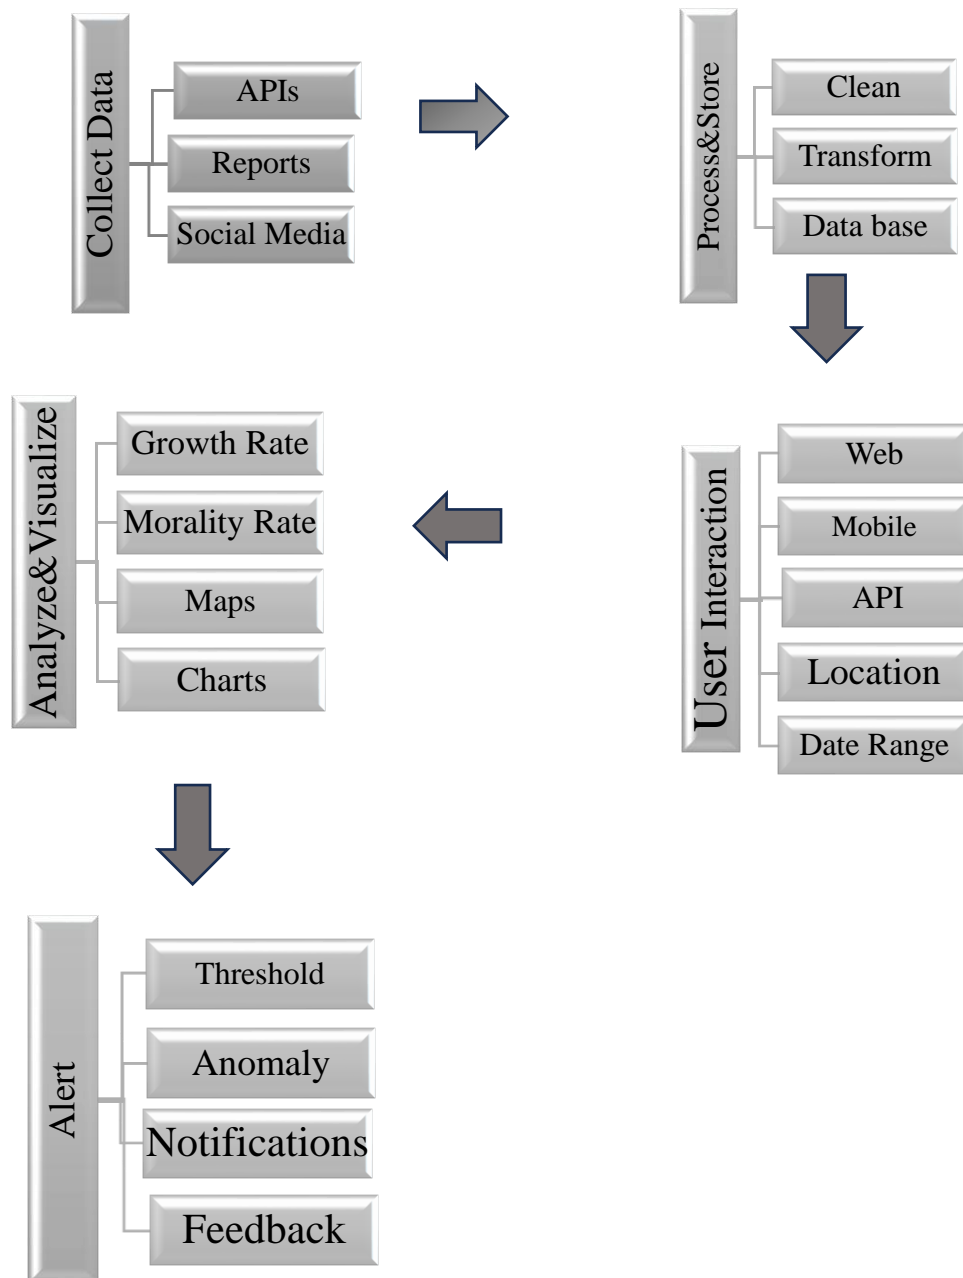 Collect Data
APIs
Reports
Social Media
Process&Store
Clean
Transform
Data base
User Interaction
Web
Mobile
API
Location
Date Range
Analyze&Visualize
Growth Rate
Morality Rate
Maps
Charts
Alert
Threshold
Anomaly
Notifications
Feedback